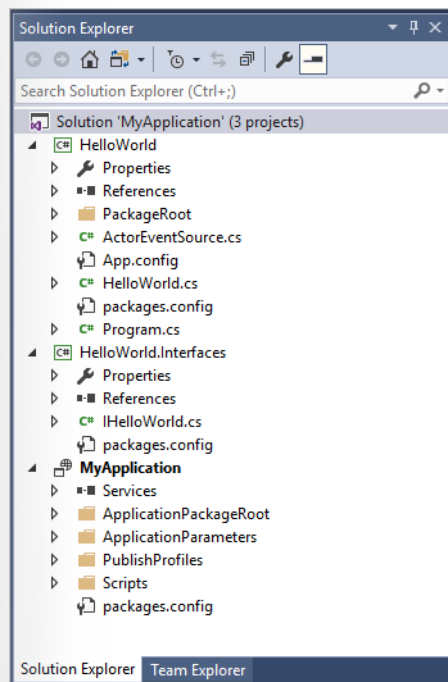 Solution Explorer
Search Solution Explorer (Ctrl+;)
Solution 'MyApplication' (3 projects)
C# HelloWorld
Properties
References
PackageRoot
C# ActorEventSource.cs
App.config
C# HelloWorld.cs
packages.config
C# Program.cs
C# HelloWorld.Interfaces
Properties
References
C# IHelloWorld.cs
packages.config
MyApplication
Services
ApplicationPackageRoot
ApplicationParameters
PublishProfiles
Scripts
packages.config
Solution Explorer Team Explorer